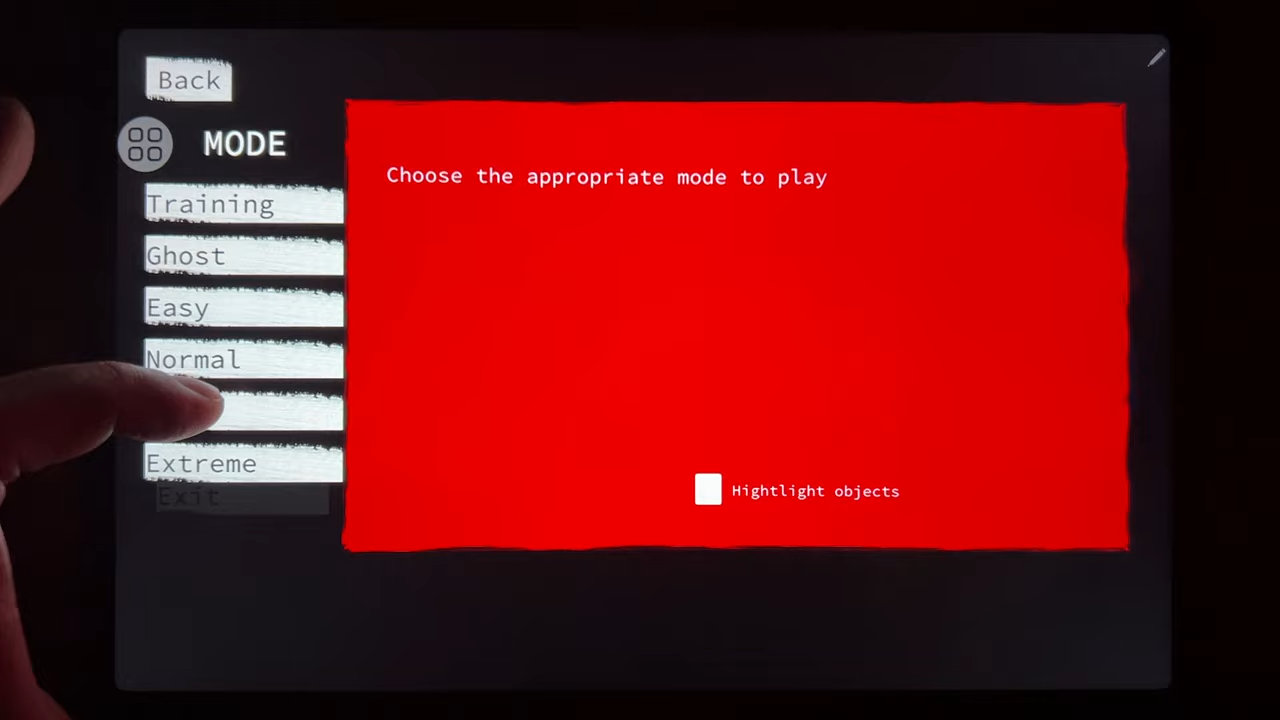 Back
MODE
Training
Ghost
Easy
Normal
Extreme
Exit
Choose the appropriate mode to play
Hightlight objects